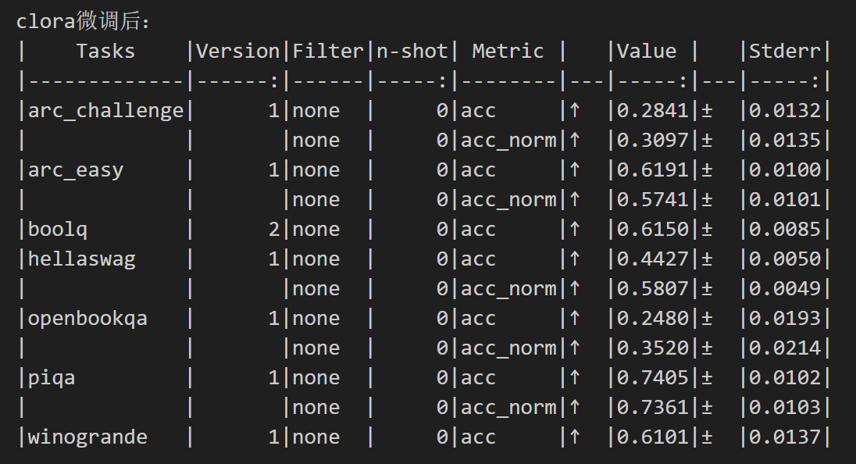 clora微调后：
|    Tasks    |Version|Filter|n-shot| Metric |   |Value |   |Stderr|
|-------------|------:|------|-----:|--------|---|-----:|---|-----:|
|arc_challenge|      1|none  |     0|acc     |↑  |0.2841|±  |0.0132|
|             |       |none  |     0|acc_norm|↑  |0.3097|±  |0.0135|
|arc_easy     |      1|none  |     0|acc     |↑  |0.6191|±  |0.0100|
|             |       |none  |     0|acc_norm|↑  |0.5741|±  |0.0101|
|boolq        |      2|none  |     0|acc     |↑  |0.6150|±  |0.0085|
|hellaswag    |      1|none  |     0|acc     |↑  |0.4427|±  |0.0050|
|             |       |none  |     0|acc_norm|↑  |0.5807|±  |0.0049|
|openbookqa   |      1|none  |     0|acc     |↑  |0.2480|±  |0.0193|
|             |       |none  |     0|acc_norm|↑  |0.3520|±  |0.0214|
|piqa         |      1|none  |     0|acc     |↑  |0.7405|±  |0.0102|
|             |       |none  |     0|acc_norm|↑  |0.7361|±  |0.0103|
|winogrande   |      1|none  |     0|acc     |↑  |0.6101|±  |0.0137|